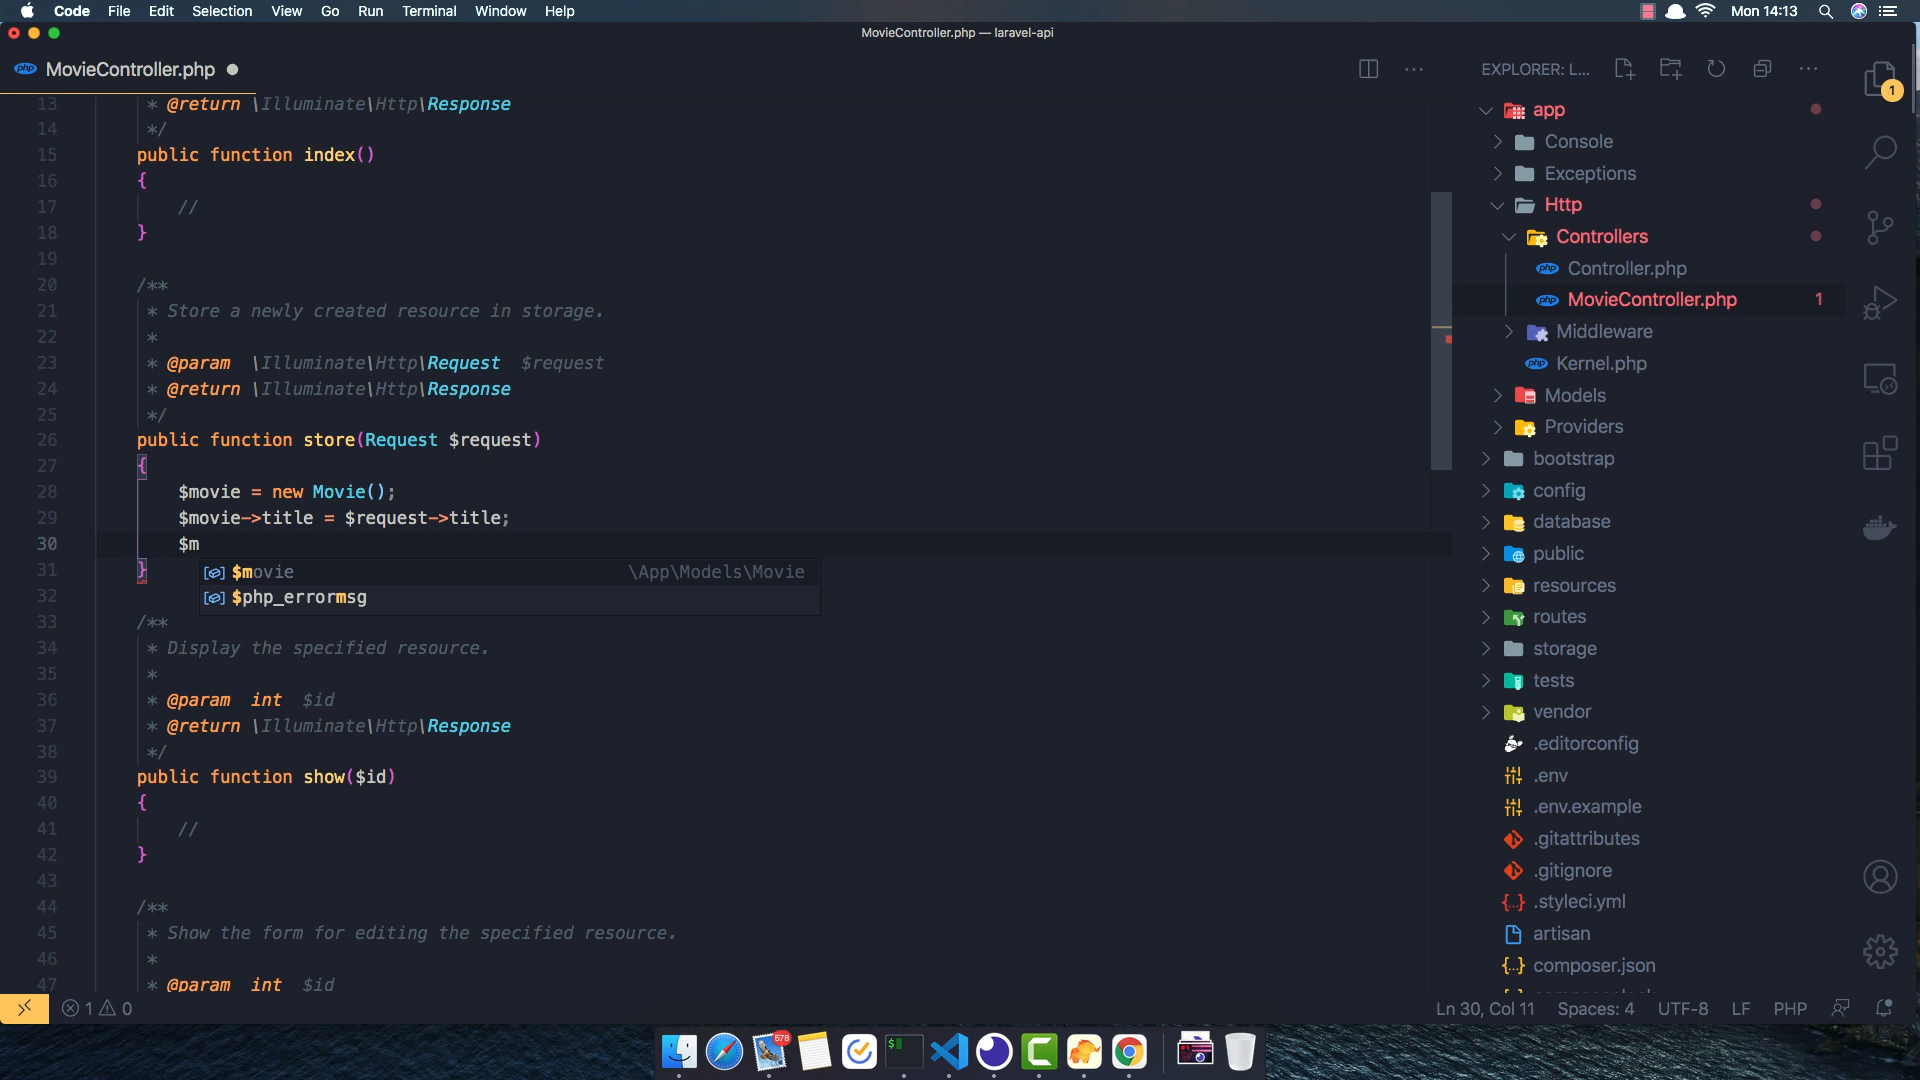 Code File Edit Selection View Go Run Terminal Window Help Mon 14:13
MovieController.php — laravel-api
php MovieController.php
13 * @return \Illuminate\Http\Response
14 */
15 public function index()
16 {
17 //
18 }
19
20 /**
21 * Store a newly created resource in storage.
22 *
23 * @param \Illuminate\Http\Request $request
24 * @return \Illuminate\Http\Response
25 */
26 public function store(Request $request)
27 {
28 $movie = new Movie();
29 $movie->title = $request->title;
30 $m
31 }
$movie \App\Models\Movie
$php_errormsg
32
33 /**
34 * Display the specified resource.
35 *
36 * @param int $id
37 * @return \Illuminate\Http\Response
38 */
39 public function show($id)
40 {
41 //
42 }
43
44 /**
45 * Show the form for editing the specified resource.
46 *
47 * @param int $id
EXPLORER: L...
1
app
Console
Exceptions
Http
Controllers
php Controller.php
php MovieController.php 1
Middleware
php Kernel.php
Models
Providers
bootstrap
config
database
public
resources
routes
storage
tests
vendor
.editorconfig
.env
.env.example
.gitattributes
.gitignore
{..} .styleci.yml
artisan
{..} composer.json
1 0
Ln 30, Col 11 Spaces: 4 UTF-8 LF PHP
578
$